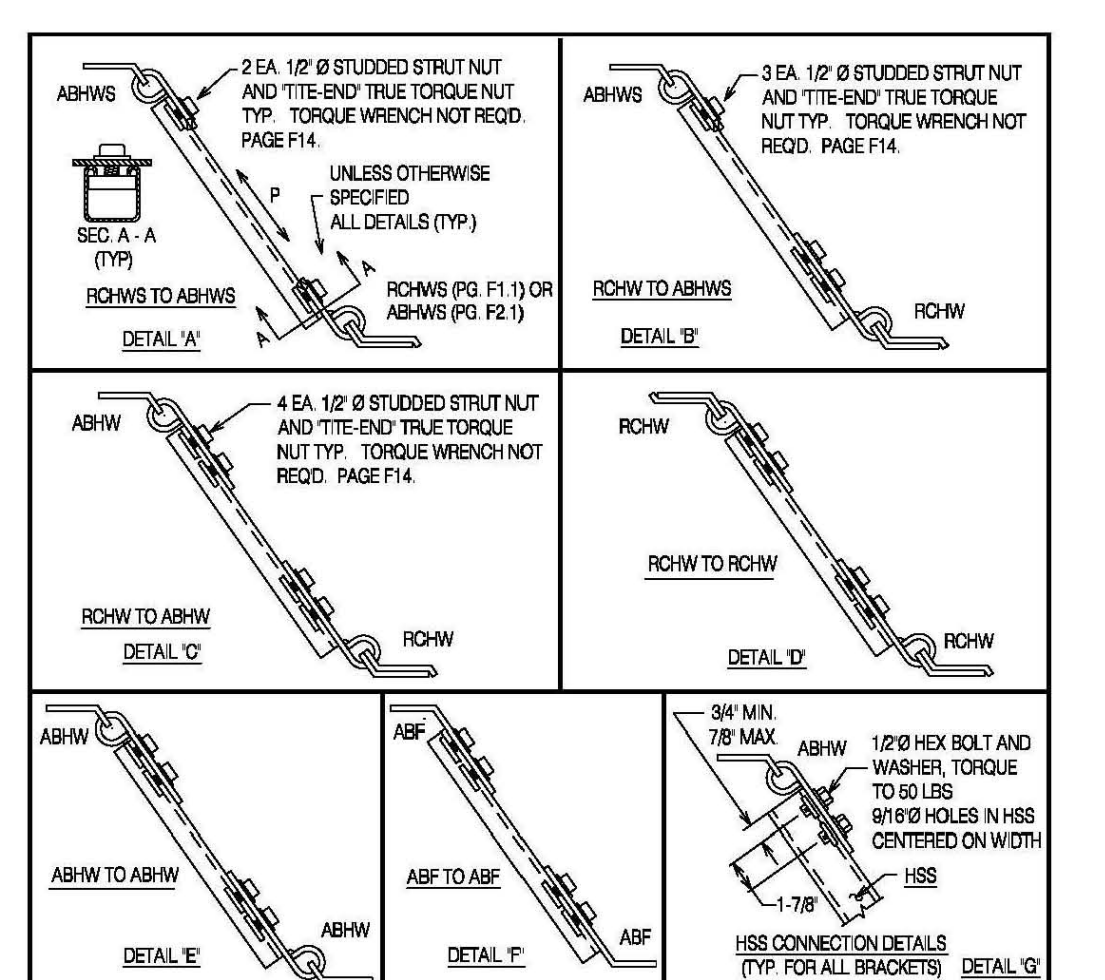 2 EA. 1/2" Ø STUDDED STRUT NUT
AND "TITE-END" TRUE TORQUE NUT
TYP. TORQUE WRENCH NOT REQ'D.
PAGE F14.
ABHWS
UNLESS OTHERWISE
SPECIFIED
ALL DETAILS (TYP.)
P
SEC. A - A
(TYP)
A
A
RCHWS TO ABHWS
RCHWS (PG. F1.1) OR
ABHWS (PG. F2.1)
DETAIL "A"
3 EA. 1/2" Ø STUDDED STRUT NUT
AND "TITE-END" TRUE TORQUE
NUT TYP. TORQUE WRENCH NOT
REQ'D. PAGE F14.
ABHWS
RCHW TO ABHWS
RCHW
DETAIL "B"
4 EA. 1/2" Ø STUDDED STRUT NUT
AND "TITE-END" TRUE TORQUE
NUT TYP. TORQUE WRENCH NOT
REQ'D. PAGE F14.
ABHW
RCHW TO ABHW
RCHW
DETAIL "C"
RCHW
RCHW TO RCHW
RCHW
DETAIL "D"
ABHW
ABHW TO ABHW
ABHW
DETAIL "E"
ABF
ABF TO ABF
ABF
DETAIL "F"
3/4" MIN.
7/8" MAX.
ABHW
1/2"Ø HEX BOLT AND
WASHER, TORQUE
TO 50 LBS
9/16"Ø HOLES IN HSS
CENTERED ON WIDTH
HSS
1-7/8"
HSS CONNECTION DETAILS
(TYP. FOR ALL BRACKETS) DETAIL "G"